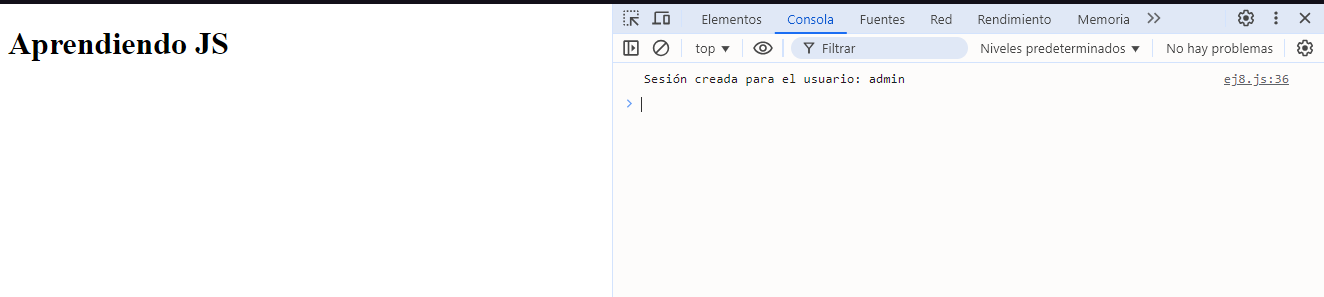 Aprendiendo JS
Elementos Consola Fuentes Red Rendimiento Memoria
top Filtrar Niveles predeterminados No hay problemas
Sesión creada para el usuario: admin ej8.js:36